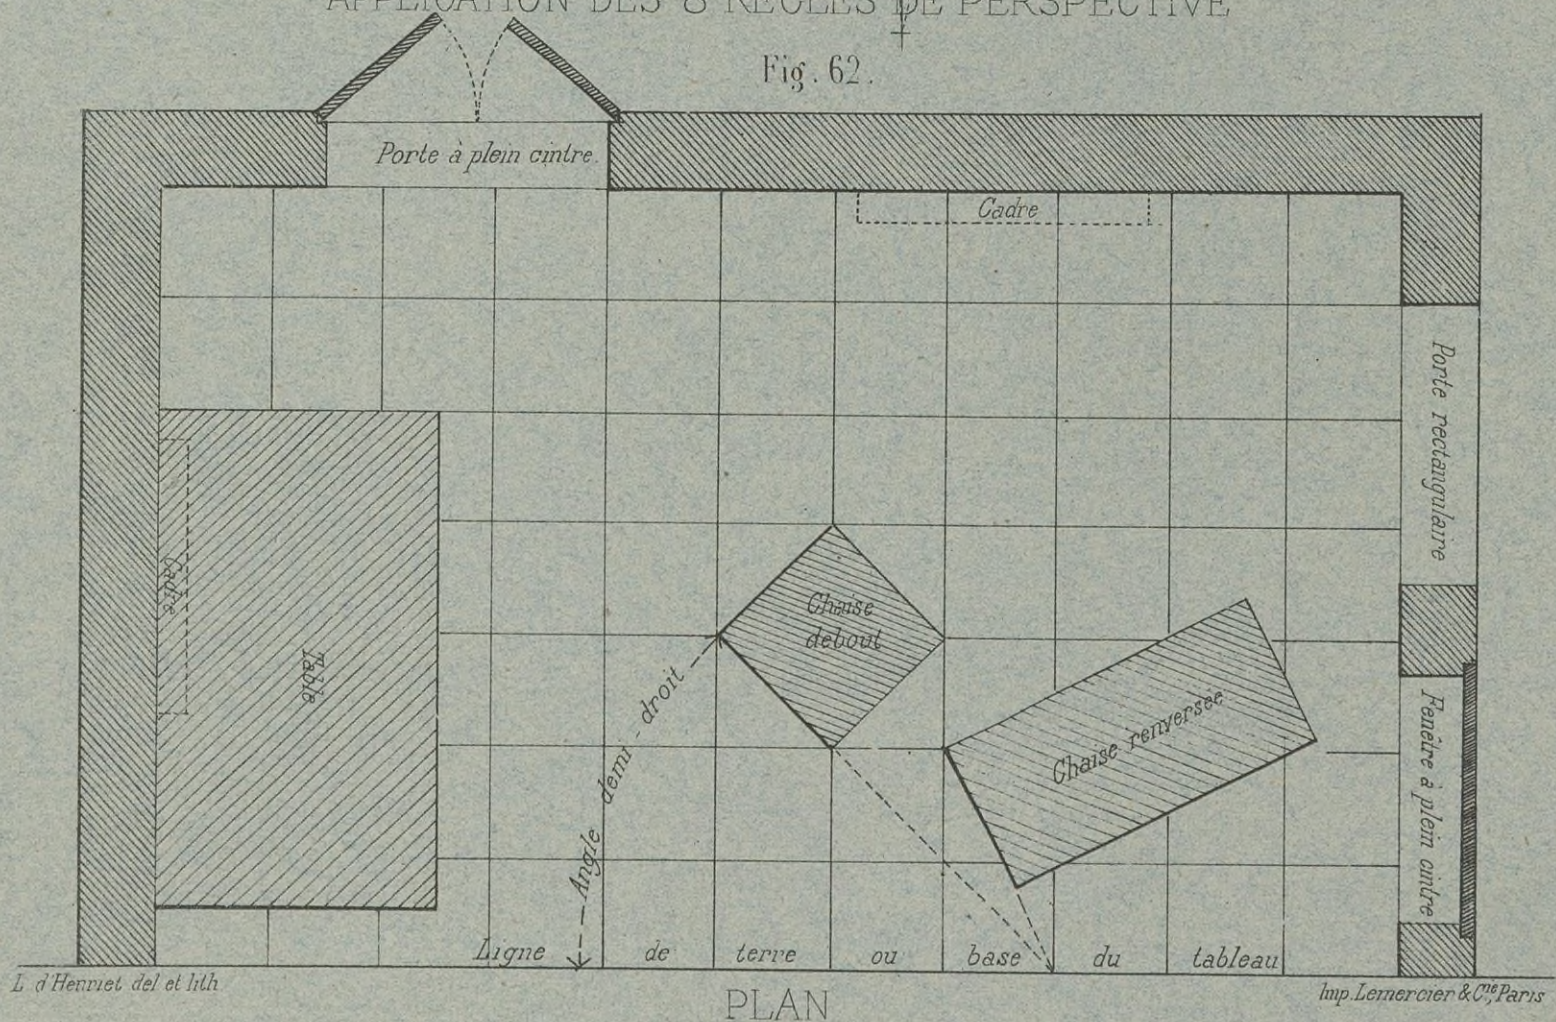 APPLICATION DES 8 RÈGLES DE PERSPECTIVE
Fig. 62.
Porte à plein cintre.
Cadre
Porte rectangulaire
Cadre
Table
Chaise
debout
Angle demi-droit
Chaise renversée
Fenêtre à plein cintre
Ligne de terre ou base du tableau
L d'Henriet del et lith
PLAN
Imp. Lemercier & Cie, Paris